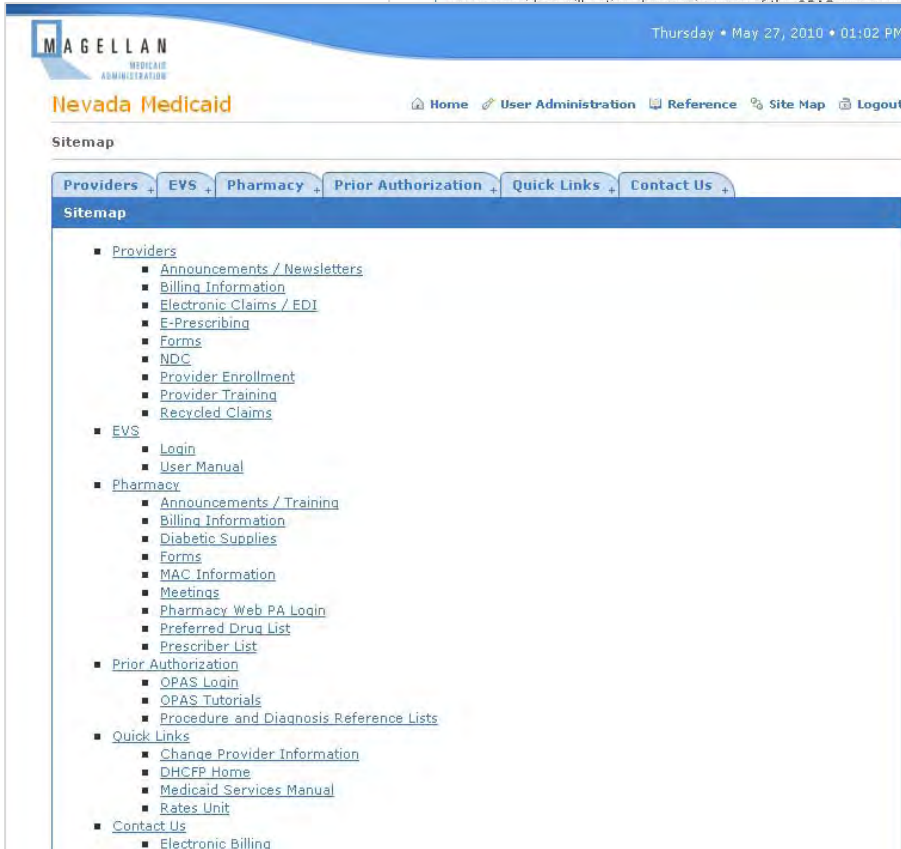 Thursday • May 27, 2010 • 01:02 PM
MAGELLAN
MEDICAID
ADMINISTRATION
Nevada Medicaid
Home User Administration Reference Site Map Logout
Sitemap
Providers + EVS + Pharmacy + Prior Authorization + Quick Links + Contact Us +
Sitemap
Providers
Announcements / Newsletters
Billing Information
Electronic Claims / EDI
E-Prescribing
Forms
NDC
Provider Enrollment
Provider Training
Recycled Claims
EVS
Login
User Manual
Pharmacy
Announcements / Training
Billing Information
Diabetic Supplies
Forms
MAC Information
Meetings
Pharmacy Web PA Login
Preferred Drug List
Prescriber List
Prior Authorization
OPAS Login
OPAS Tutorials
Procedure and Diagnosis Reference Lists
Quick Links
Change Provider Information
DHCFP Home
Medicaid Services Manual
Rates Unit
Contact Us
Electronic Billing